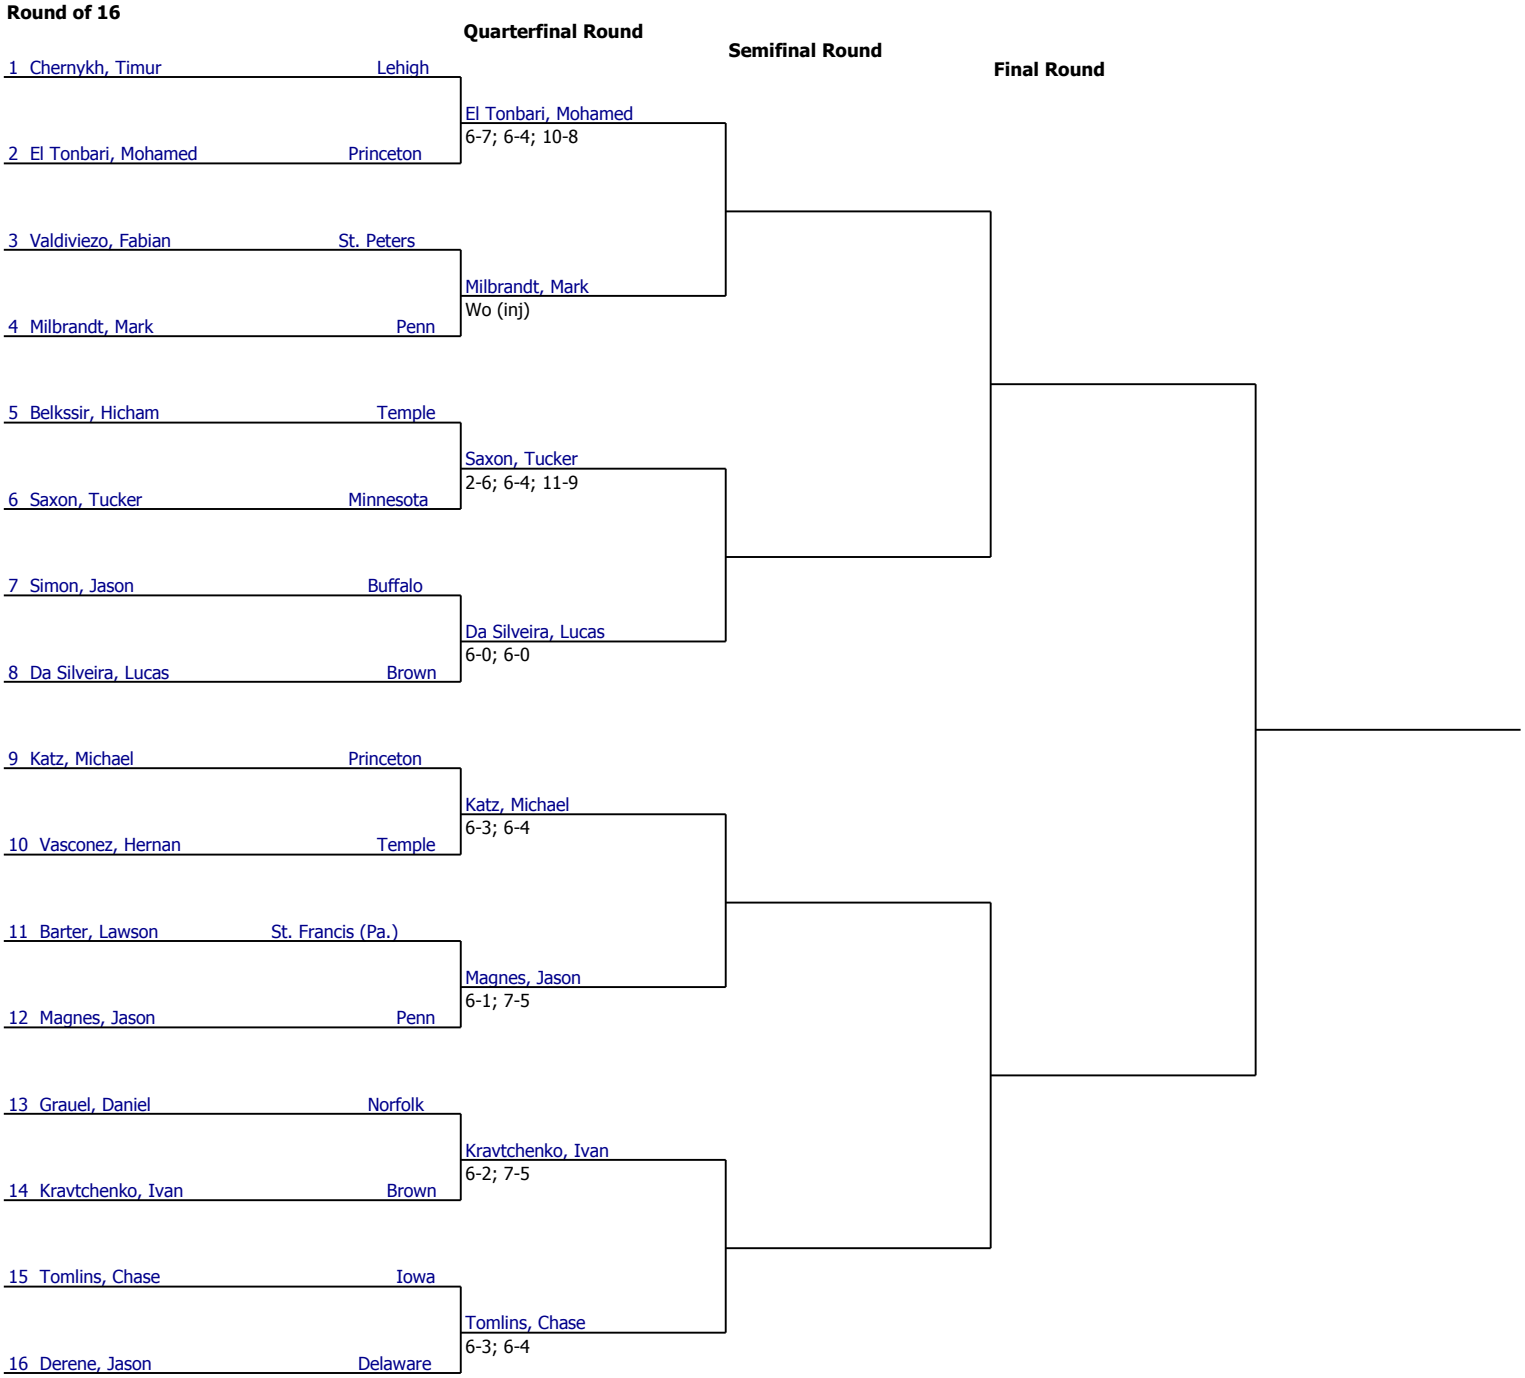 Round of 16
Quarterfinal Round
Semifinal Round
Final Round
1 Chernykh, Timur Lehigh
El Tonbari, Mohamed
6-7; 6-4; 10-8
2 El Tonbari, Mohamed Princeton
3 Valdiviezo, Fabian St. Peters
Milbrandt, Mark
Wo (inj)
4 Milbrandt, Mark Penn
5 Belkssir, Hicham Temple
Saxon, Tucker
2-6; 6-4; 11-9
6 Saxon, Tucker Minnesota
7 Simon, Jason Buffalo
Da Silveira, Lucas
6-0; 6-0
8 Da Silveira, Lucas Brown
9 Katz, Michael Princeton
Katz, Michael
6-3; 6-4
10 Vasconez, Hernan Temple
11 Barter, Lawson St. Francis (Pa.)
Magnes, Jason
6-1; 7-5
12 Magnes, Jason Penn
13 Grauel, Daniel Norfolk
Kravtchenko, Ivan
6-2; 7-5
14 Kravtchenko, Ivan Brown
15 Tomlins, Chase Iowa
Tomlins, Chase
6-3; 6-4
16 Derene, Jason Delaware